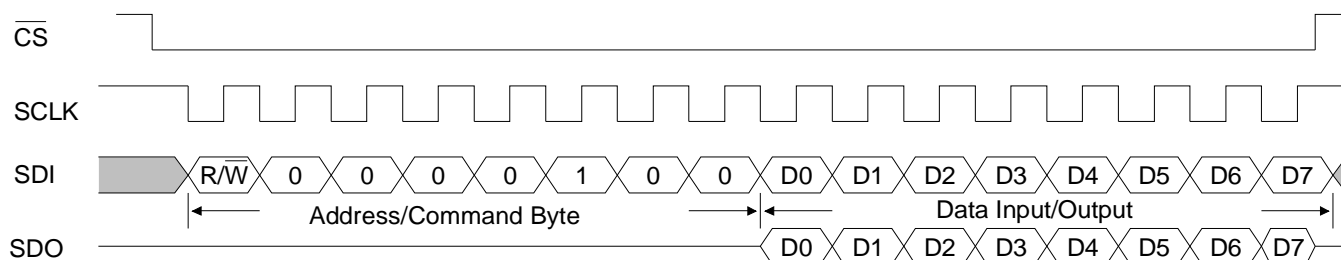 C̅S̅
SCLK
SDI R/W̅ 0 0 0 0 1 0 0 D0 D1 D2 D3 D4 D5 D6 D7
Address/Command Byte Data Input/Output
SDO D0 D1 D2 D3 D4 D5 D6 D7